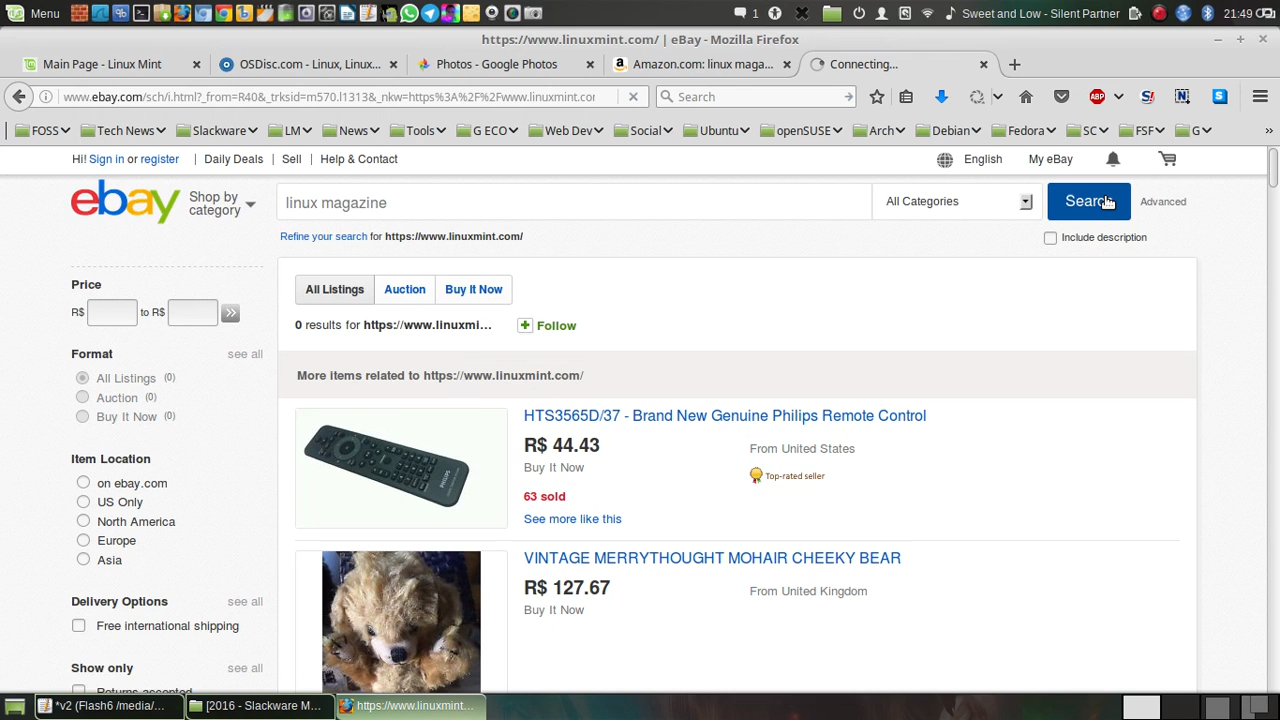 Menu 1 Sweet and Low - Silent Partner 21:49
https://www.linuxmint.com/ | eBay - Mozilla Firefox
Main Page - Linux Mint OSDisc.com - Linux, Linux... Photos - Google Photos Amazon.com: linux maga... Connecting...
www.ebay.com/sch/i.html?_from=R40&_trksid=m570.l1313&_nkw=https%3A%2F%2Fwww.linuxmint.cor Search
FOSS Tech News Slackware LM News Tools G ECO Web Dev Social Ubuntu openSUSE Arch Debian Fedora SC FSF G »
Hi! Sign in or register | Daily Deals | Sell | Help & Contact English My eBay
ebay Shop by category linux magazine All Categories Search Advanced
Refine your search for https://www.linuxmint.com/ Include description
Price
R$ to R$
Format see all
All Listings (0)
Auction (0)
Buy It Now (0)
Item Location
on ebay.com
US Only
North America
Europe
Asia
Delivery Options see all
Free international shipping
Show only see all
Returns accepted
All Listings Auction Buy It Now
0 results for https://www.linuxmi... Follow
More items related to https://www.linuxmint.com/
HTS3565D/37 - Brand New Genuine Philips Remote Control
R$ 44.43 From United States
Buy It Now Top-rated seller
63 sold
See more like this
PHILIPS
VINTAGE MERRYTHOUGHT MOHAIR CHEEKY BEAR
R$ 127.67 From United Kingdom
Buy It Now
*v2 (Flash6 /media/... [2016 - Slackware M... https://www.linuxmint...